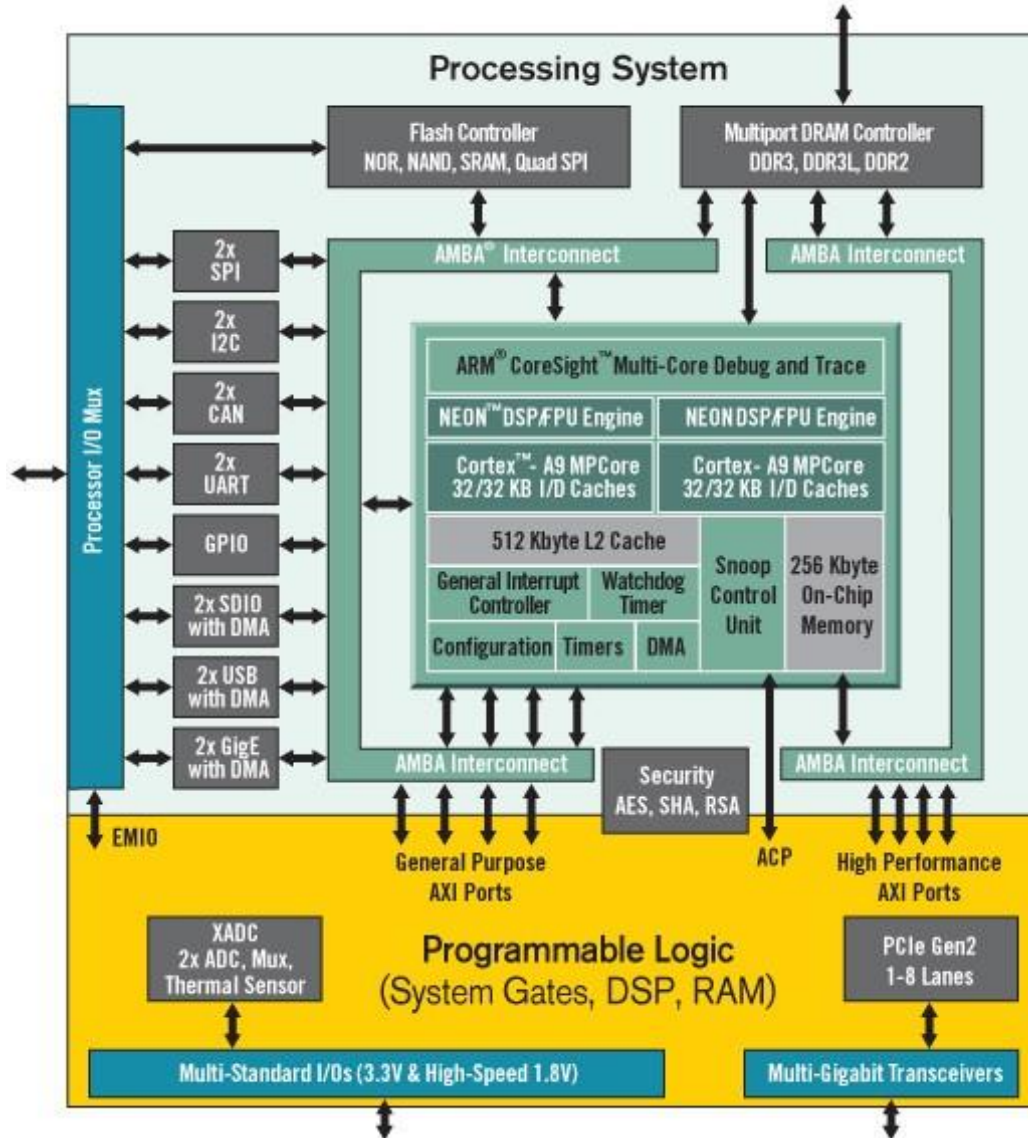 Processing System
Flash Controller
NOR, NAND, SRAM, Quad SPI
Multiport DRAM Controller
DDR3, DDR3L, DDR2
Processor I/O Mux
2x
SPI
2x
I2C
2x
CAN
2x
UART
GPIO
2x SDIO
with DMA
2x USB
with DMA
2x GigE
with DMA
AMBA® Interconnect
AMBA Interconnect
ARM® CoreSight™ Multi-Core Debug and Trace
NEON™ DSP/FPU Engine
NEON DSP/FPU Engine
Cortex™- A9 MPCore
32/32 KB I/D Caches
Cortex- A9 MPCore
32/32 KB I/D Caches
512 Kbyte L2 Cache
Snoop
Control
Unit
256 Kbyte
On-Chip
Memory
General Interrupt
Controller
Watchdog
Timer
Configuration
Timers
DMA
AMBA Interconnect
Security
AES, SHA, RSA
AMBA Interconnect
EMIO
General Purpose
AXI Ports
ACP
High Performance
AXI Ports
XADC
2x ADC, Mux,
Thermal Sensor
Programmable Logic
(System Gates, DSP, RAM)
PCIe Gen2
1-8 Lanes
Multi-Standard I/Os (3.3V & High-Speed 1.8V)
Multi-Gigabit Transceivers